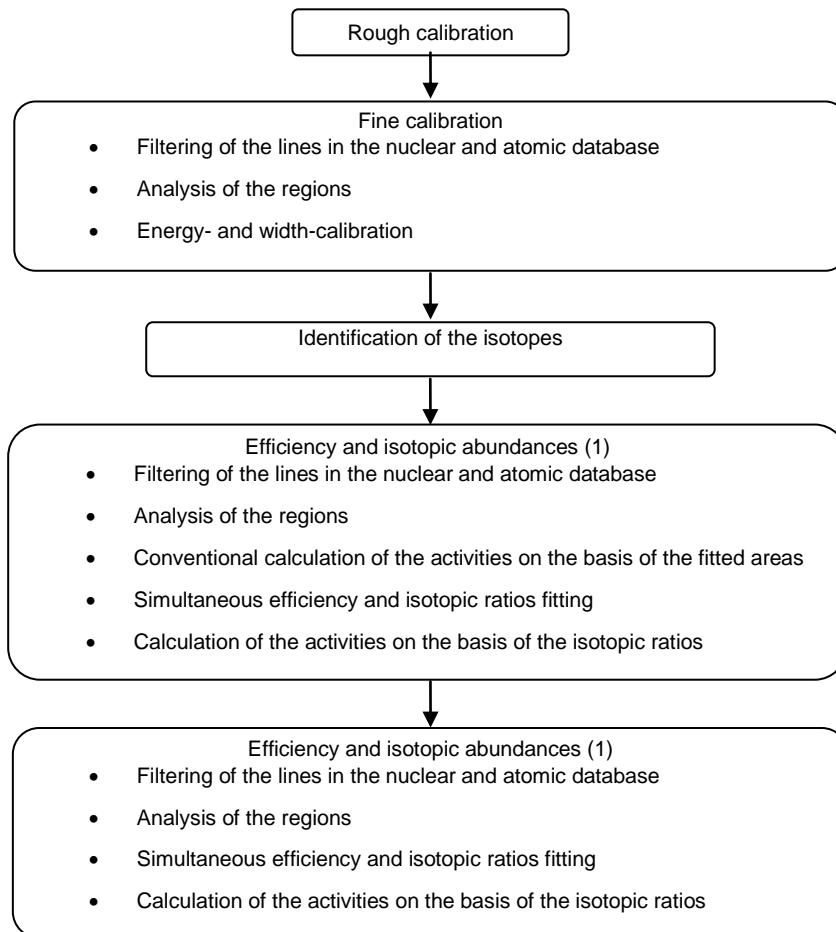 Rough calibration
Fine calibration
• Filtering of the lines in the nuclear and atomic database
• Analysis of the regions
• Energy- and width-calibration
Identification of the isotopes
Efficiency and isotopic abundances (1)
• Filtering of the lines in the nuclear and atomic database
• Analysis of the regions
• Conventional calculation of the activities on the basis of the fitted areas
• Simultaneous efficiency and isotopic ratios fitting
• Calculation of the activities on the basis of the isotopic ratios
Efficiency and isotopic abundances (1)
• Filtering of the lines in the nuclear and atomic database
• Analysis of the regions
• Simultaneous efficiency and isotopic ratios fitting
• Calculation of the activities on the basis of the isotopic ratios